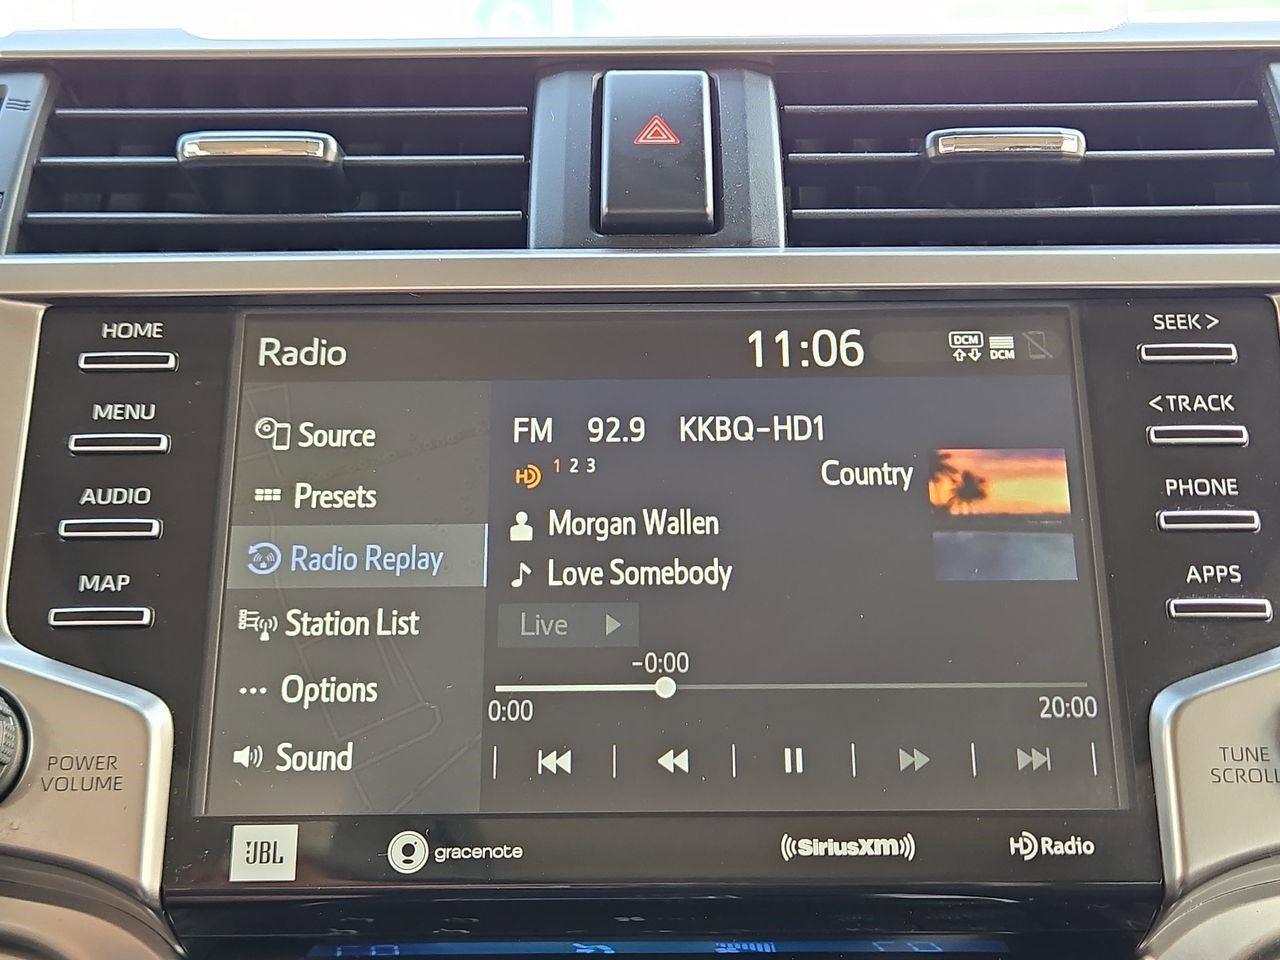 HOME
MENU
AUDIO
MAP
POWER
VOLUME
Radio
11:06
DCM
DCM
Source
Presets
Radio Replay
Station List
Options
Sound
FM 92.9 KKBQ-HD1
HD 1 2 3
Country
Morgan Wallen
Love Somebody
Live
-0:00
0:00
20:00
SEEK >
< TRACK
PHONE
APPS
TUNE
SCROLL
JBL
gracenote
((SiriusXM))
HD Radio